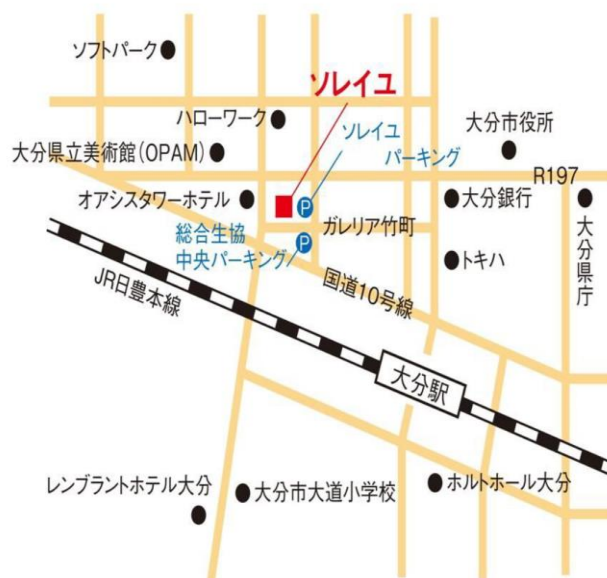 ソフトパーク
ソレイユ
ハローワーク
ソレイユ
パーキング
大分市役所
大分県立美術館(OPAM)
R197
オアシスタワーホテル
P
大分銀行
大分県庁
ガレリア竹町
総合生協
中央パーキング
P
トキハ
国道10号線
JR日豊本線
大分駅
レンブラントホテル大分
大分市大道小学校
ホルトホール大分